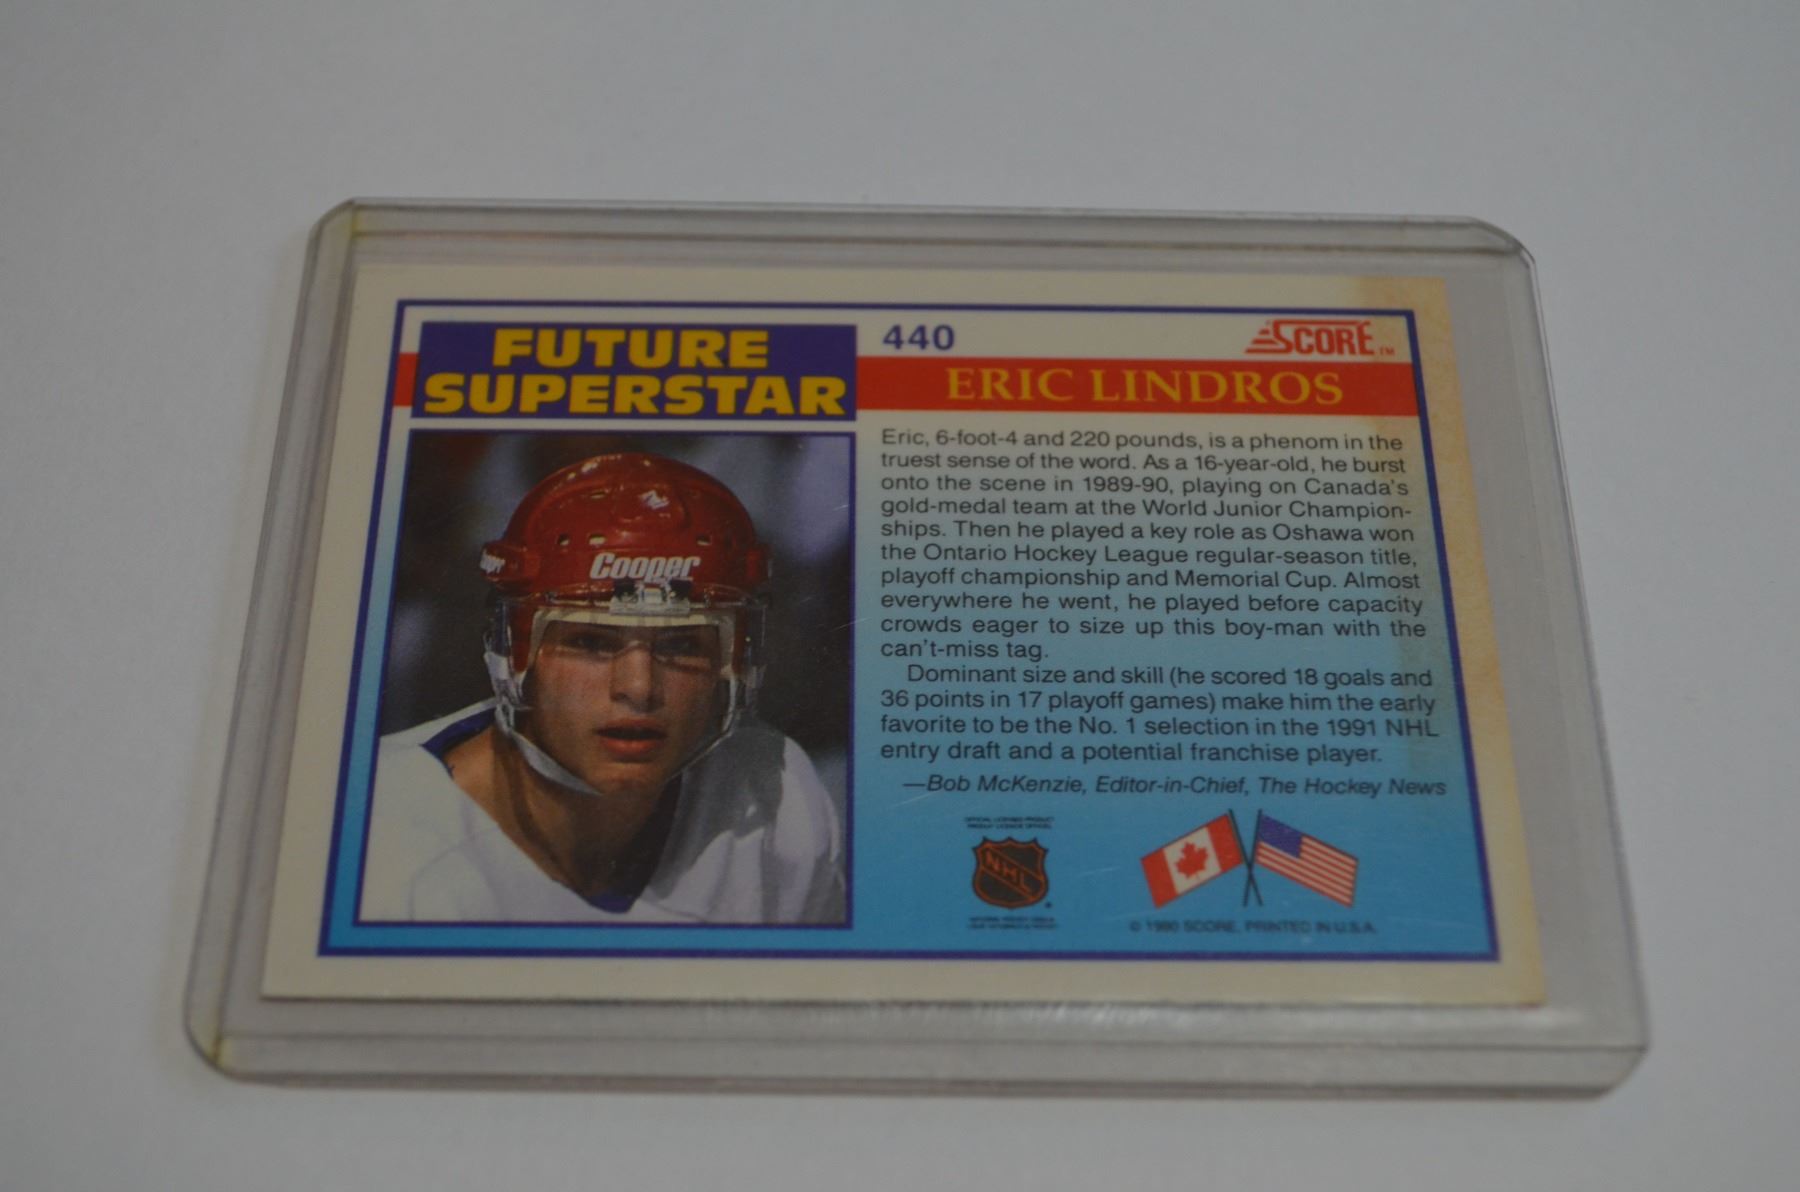 FUTURE
SUPERSTAR
440
SCORE TM
ERIC LINDROS
Eric, 6-foot-4 and 220 pounds, is a phenom in the
truest sense of the word. As a 16-year-old, he burst
onto the scene in 1989-90, playing on Canada's
gold-medal team at the World Junior Champion-
ships. Then he played a key role as Oshawa won
the Ontario Hockey League regular-season title,
playoff championship and Memorial Cup. Almost
everywhere he went, he played before capacity
crowds eager to size up this boy-man with the
can't-miss tag.
Dominant size and skill (he scored 18 goals and
36 points in 17 playoff games) make him the early
favorite to be the No. 1 selection in the 1991 NHL
entry draft and a potential franchise player.
—Bob McKenzie, Editor-in-Chief, The Hockey News
Cooper
OFFICIAL LICENSED PRODUCT
NHL
© 1990 SCORE, PRINTED IN U.S.A.